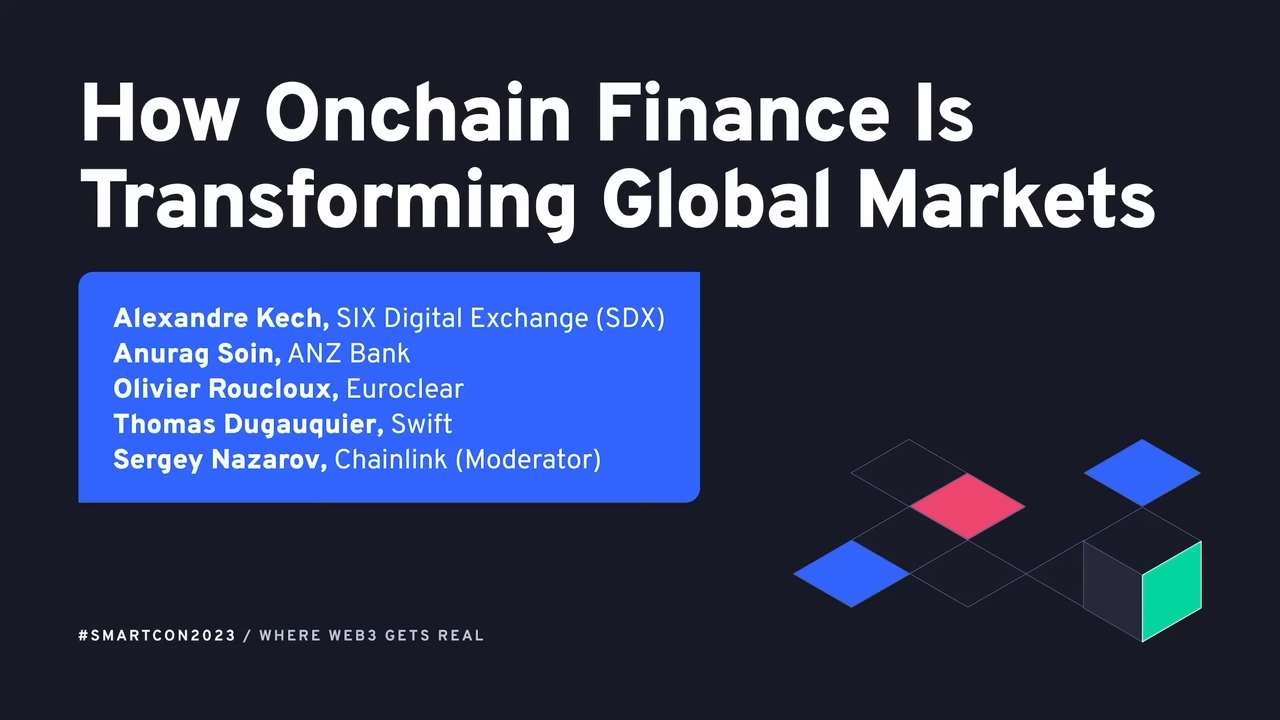 How Onchain Finance Is
Transforming Global Markets
Alexandre Kech, SIX Digital Exchange (SDX)
Anurag Soin, ANZ Bank
Olivier Roucloux, Euroclear
Thomas Dugauquier, Swift
Sergey Nazarov, Chainlink (Moderator)
#SMARTCON2023 / WHERE WEB3 GETS REAL